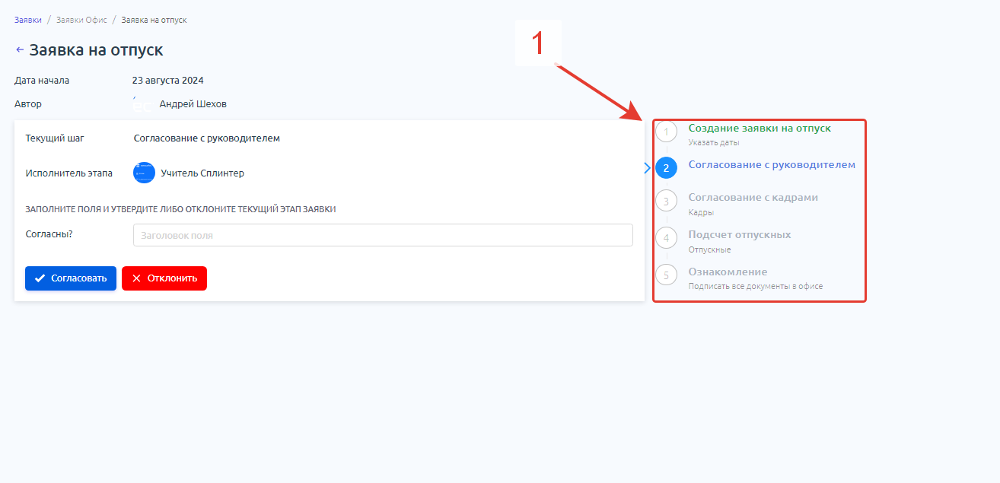 Заявки / Заявки Офис / Заявка на отпуск
← Заявка на отпуск
Дата начала 23 августа 2024
Автор Андрей Шехов
Текущий шаг Согласование с руководителем
Исполнитель этапа Учитель Сплинтер
ЗАПОЛНИТЕ ПОЛЯ И УТВЕРДИТЕ ЛИБО ОТКЛОНИТЕ ТЕКУЩИЙ ЭТАП ЗАЯВКИ
Согласны? Заголовок поля
Согласовать Отклонить
1
1 Создание заявки на отпуск
Указать даты
2 Согласование с руководителем
3 Согласование с кадрами
Кадры
4 Подсчет отпускных
Отпускные
5 Ознакомление
Подписать все документы в офисе